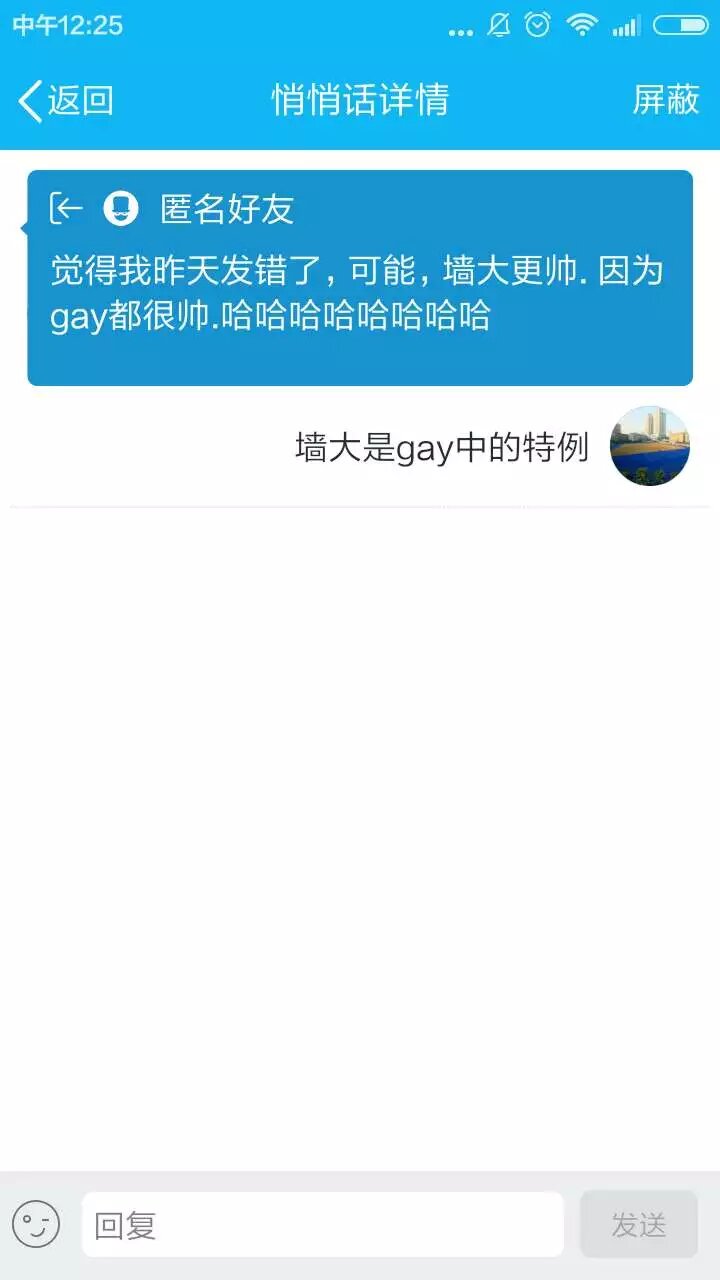 中午12:25
返回
悄悄话详情
屏蔽
匿名好友
觉得我昨天发错了, 可能, 墙大更帅. 因为
gay都很帅.哈哈哈哈哈哈哈哈
墙大是gay中的特例
回复
发送